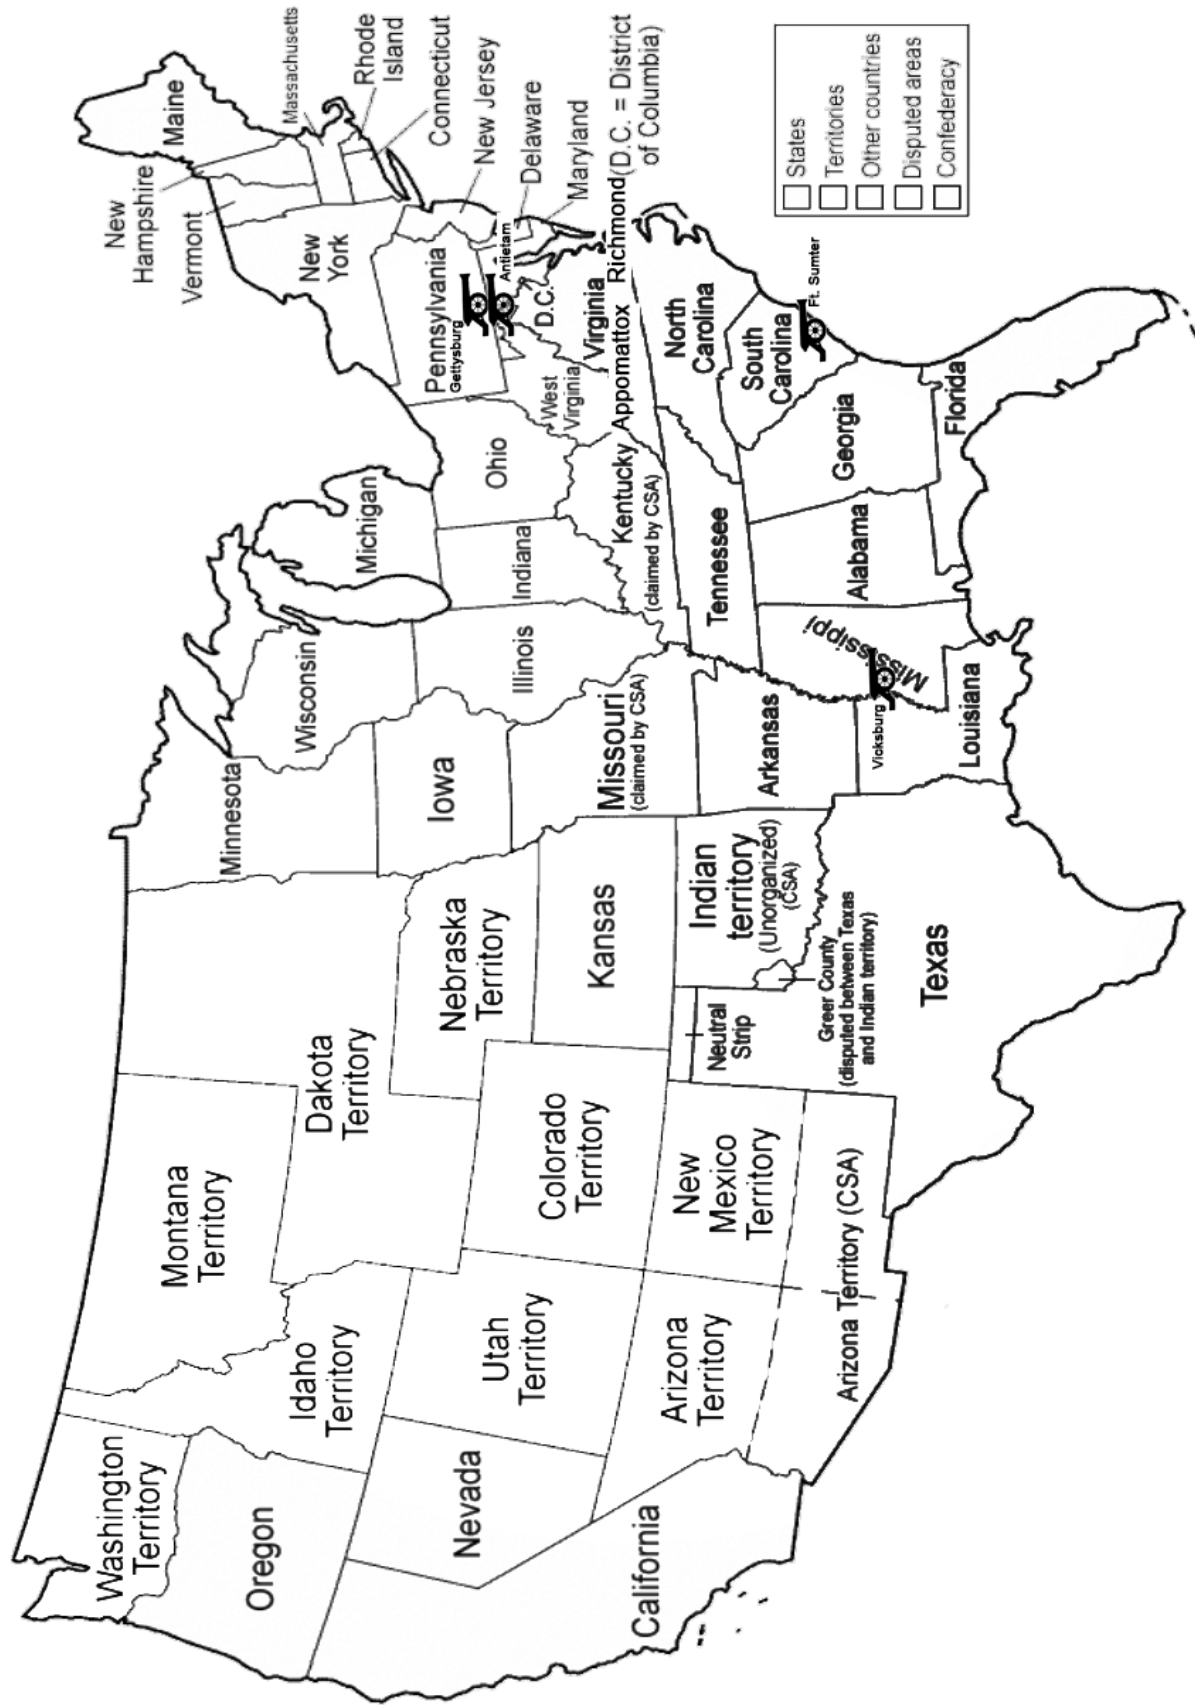 Washington
Territory
Oregon
California
Nevada
Idaho
Territory
Montana
Territory
Utah
Territory
Arizona
Territory
Arizona Territory (CSA)
New
Mexico
Territory
Colorado
Territory
Dakota
Territory
Nebraska
Territory
Kansas
Neutral
Strip
Indian
territory
(Unorganized)
(CSA)
Greer County
(disputed between Texas
and Indian territory)
Texas
Minnesota
Iowa
Missouri
(claimed by CSA)
Arkansas
Vicksburg
Louisiana
Wisconsin
Illinois
Michigan
Indiana
Ohio
Kentucky
(claimed by CSA)
Tennessee
Mississippi
Alabama
Georgia
Florida
South
Carolina
Ft. Sumter
North
Carolina
Virginia
Appomattox
Richmond
West
Virginia
D.C.
(D.C. = District
of Columbia)
Maryland
Delaware
Antietam
Pennsylvania
Gettysburg
New Jersey
New
York
Connecticut
Rhode
Island
Massachusetts
Vermont
New
Hampshire
Maine
States
Territories
Other countries
Disputed areas
Confederacy